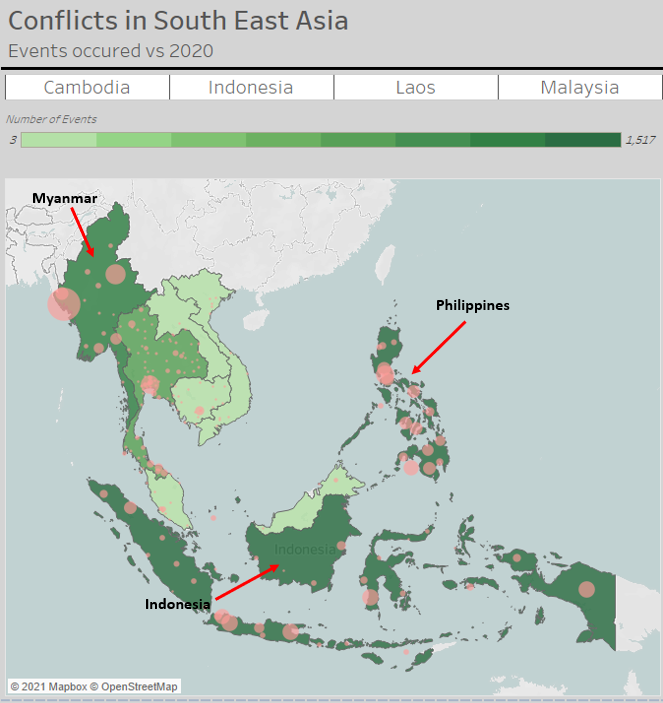 Conflicts in South East Asia
Events occured vs 2020
Cambodia
Indonesia
Laos
Malaysia
Number of Events
3
1,517
Myanmar
Philippines
Indonesia
Indonesia
© 2021 Mapbox © OpenStreetMap